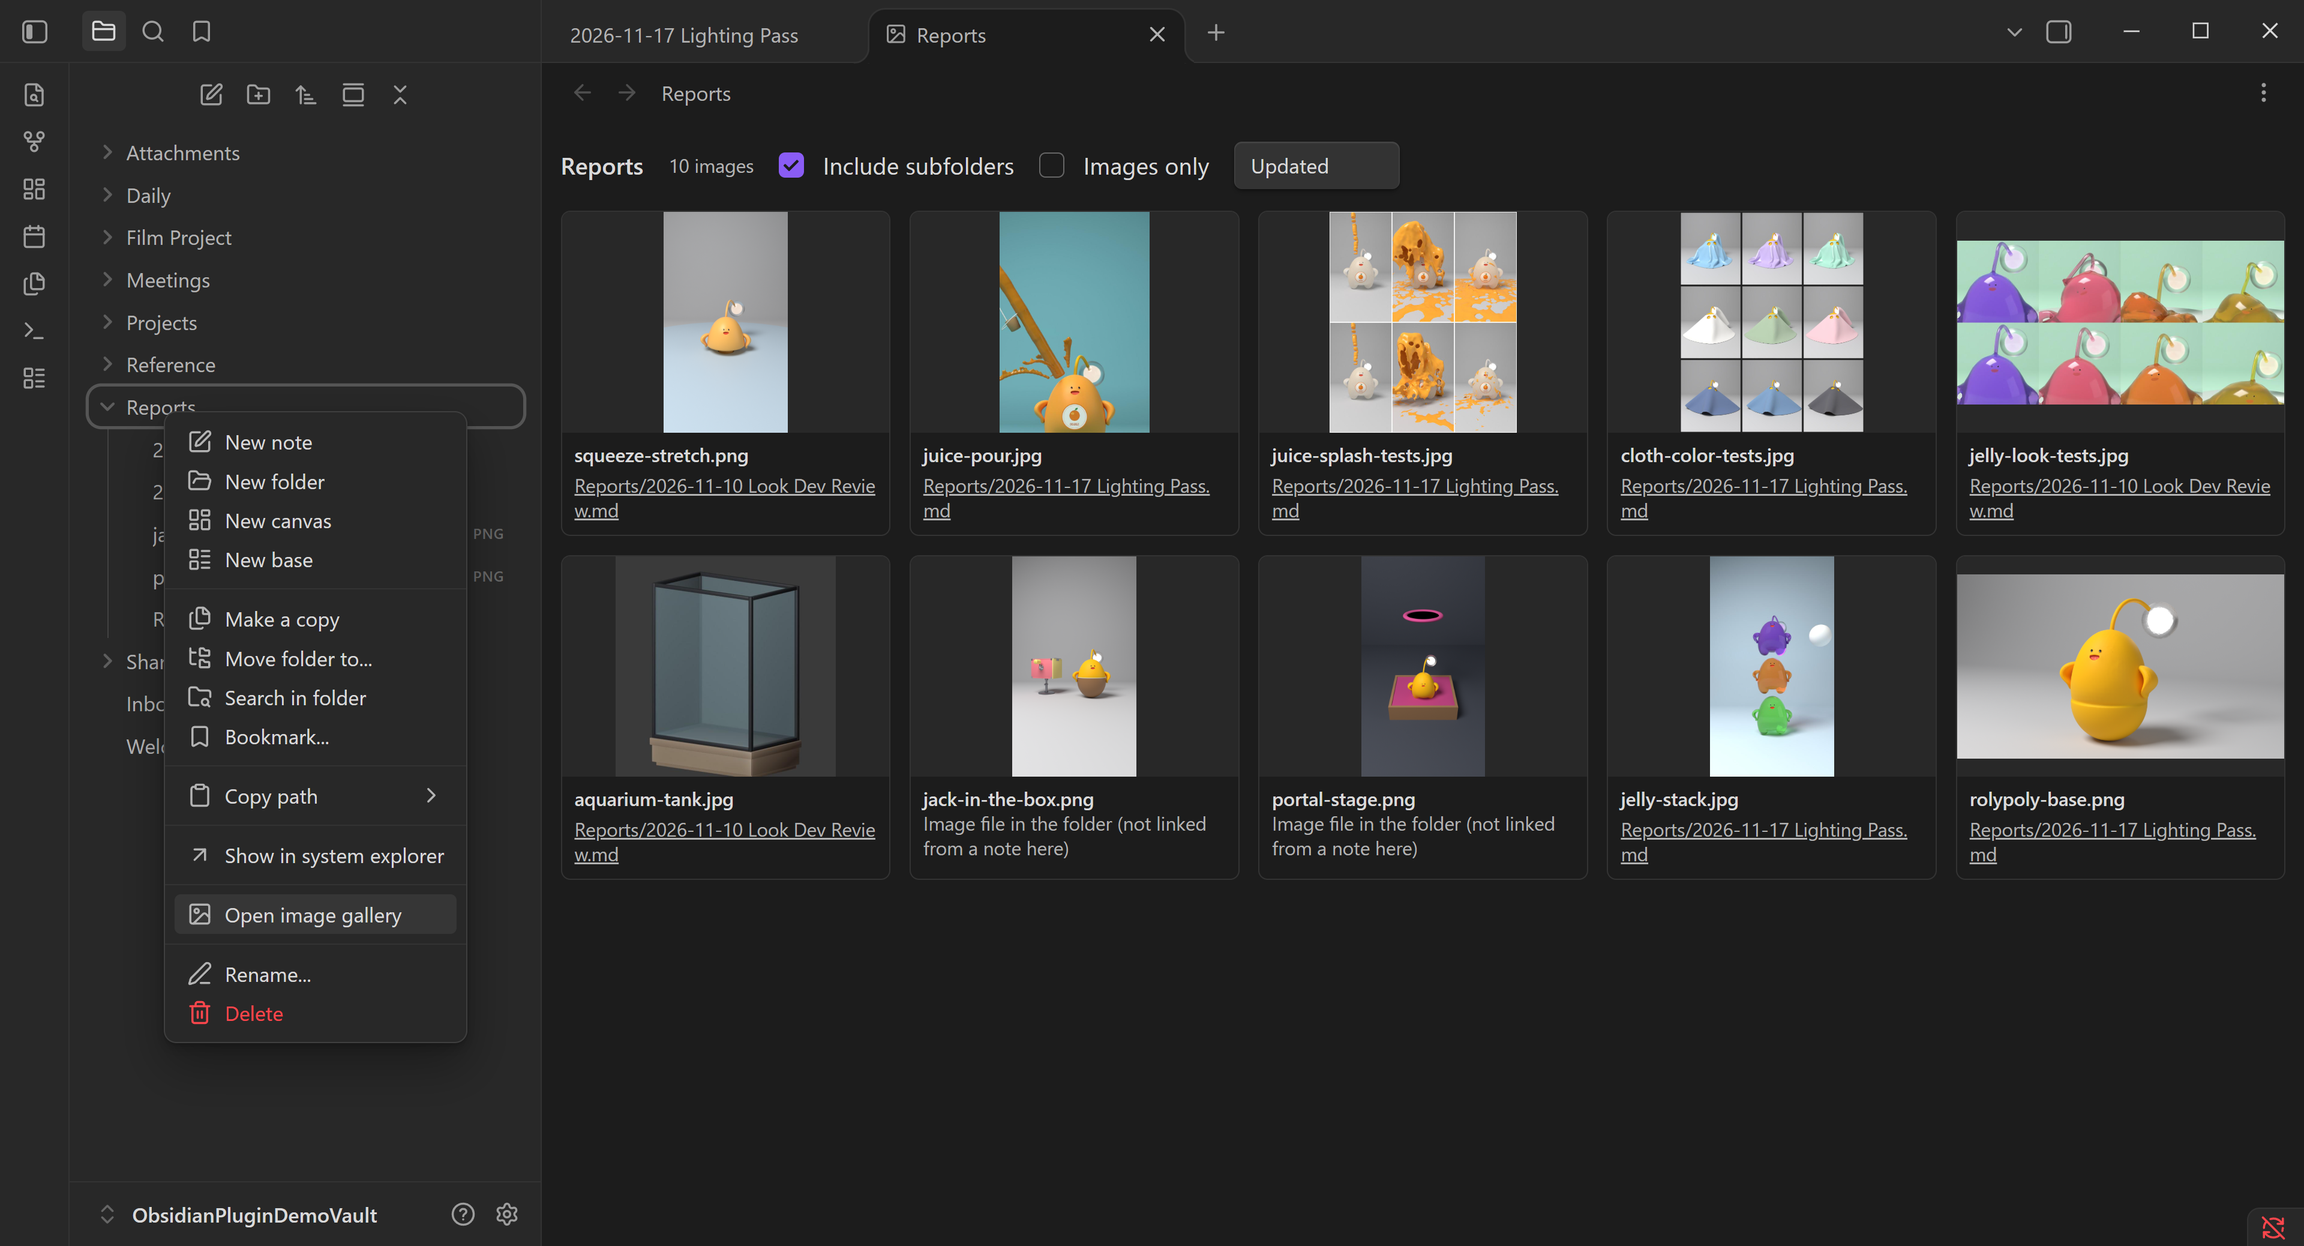 2026-11-17 Lighting Pass
Reports
Reports
Attachments
Daily
Film Project
Meetings
Projects
Reference
Reports
2
2
ja
PNG
p
PNG
R
Shar
Inbo
Welc
New note
New folder
New canvas
New base
Make a copy
Move folder to...
Search in folder
Bookmark...
Copy path
Show in system explorer
Open image gallery
Rename...
Delete
ObsidianPluginDemoVault
Reports 10 images Include subfolders Images only Updated
squeeze-stretch.png
Reports/2026-11-10 Look Dev Revie
w.md
juice-pour.jpg
Reports/2026-11-17 Lighting Pass.
md
juice-splash-tests.jpg
Reports/2026-11-17 Lighting Pass.
md
cloth-color-tests.jpg
Reports/2026-11-17 Lighting Pass.
md
jelly-look-tests.jpg
Reports/2026-11-10 Look Dev Revie
w.md
aquarium-tank.jpg
Reports/2026-11-10 Look Dev Revie
w.md
jack-in-the-box.png
Image file in the folder (not linked
from a note here)
portal-stage.png
Image file in the folder (not linked
from a note here)
jelly-stack.jpg
Reports/2026-11-17 Lighting Pass.
md
rolypoly-base.png
Reports/2026-11-17 Lighting Pass.
md